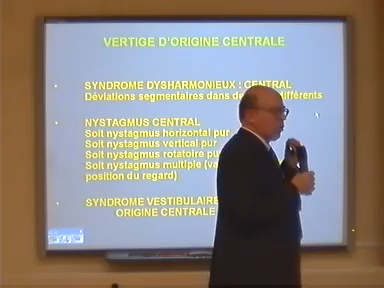 VERTIGE D'ORIGINE CENTRALE
SYNDROME DYSHARMONIEUX : CENTRAL
Déviations segmentaires dans de différents
NYSTAGMUS CENTRAL
Soit nystagmus horizontal pur
Soit nystagmus vertical pur
Soit nystagmus rotatoire
Soit nystagmus multiple
position du regard)
SYNDROME VESTIBULAIRE
ORIGINE CENTRALE